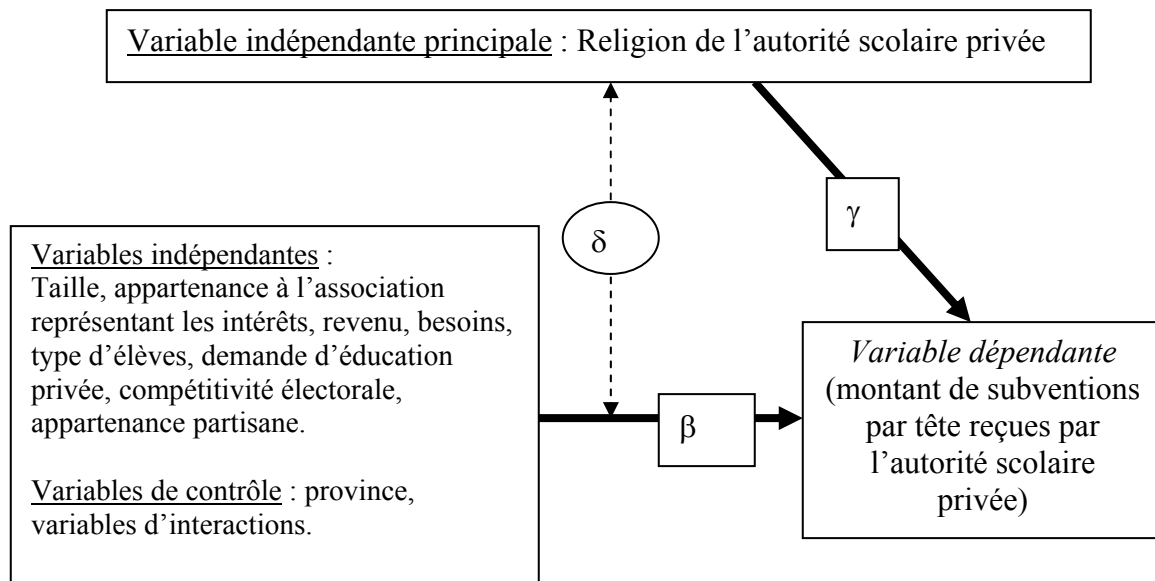 Variable indépendante principale : Religion de l’autorité scolaire privée
δ
γ
Variables indépendantes :
Taille, appartenance à l’association
représentant les intérêts, revenu, besoins,
type d’élèves, demande d’éducation
privée, compétitivité électorale,
appartenance partisane.
Variables de contrôle : province,
variables d’interactions.
β
Variable dépendante
(montant de subventions
par tête reçues par
l’autorité scolaire
privée)